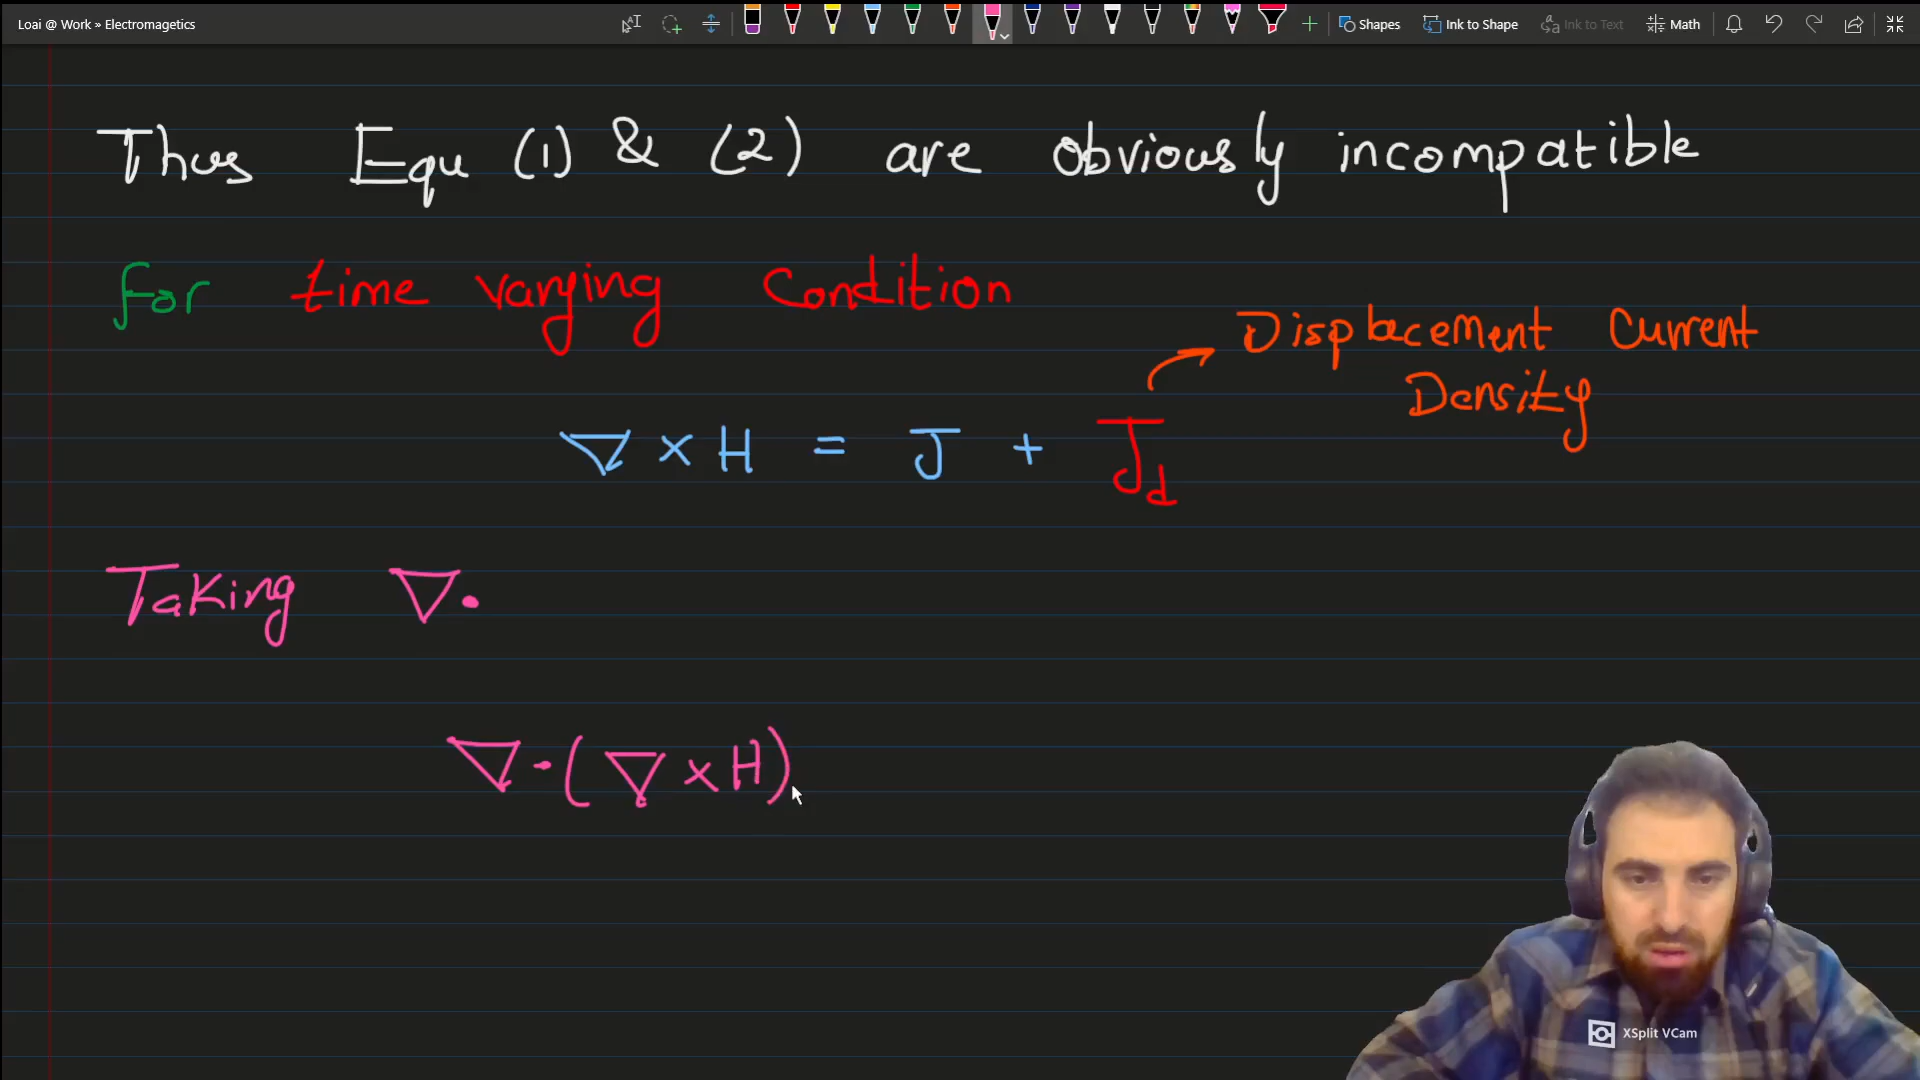 Loai @ Work » Electromagetics
Shapes Ink to Shape Ink to Text Math
Thus Equ (1) & (2) are obviously incompatible
for time varying Condition
Displacement Current
Density
∇ × H = J + J_d
Taking ∇·
∇·(∇ × H)
XSplit VCam